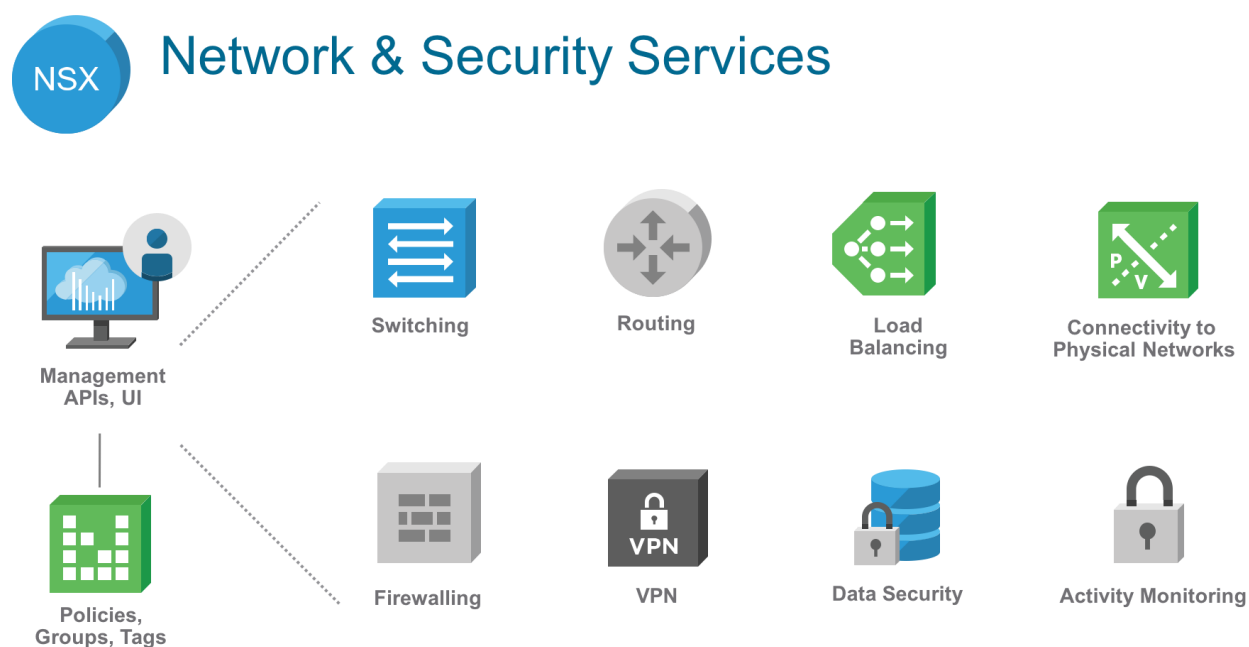 NSX
Network & Security Services
Management
APIs, UI
Policies,
Groups, Tags
Switching
Routing
Load
Balancing
P
V
Connectivity to
Physical Networks
Firewalling
VPN
VPN
Data Security
Activity Monitoring